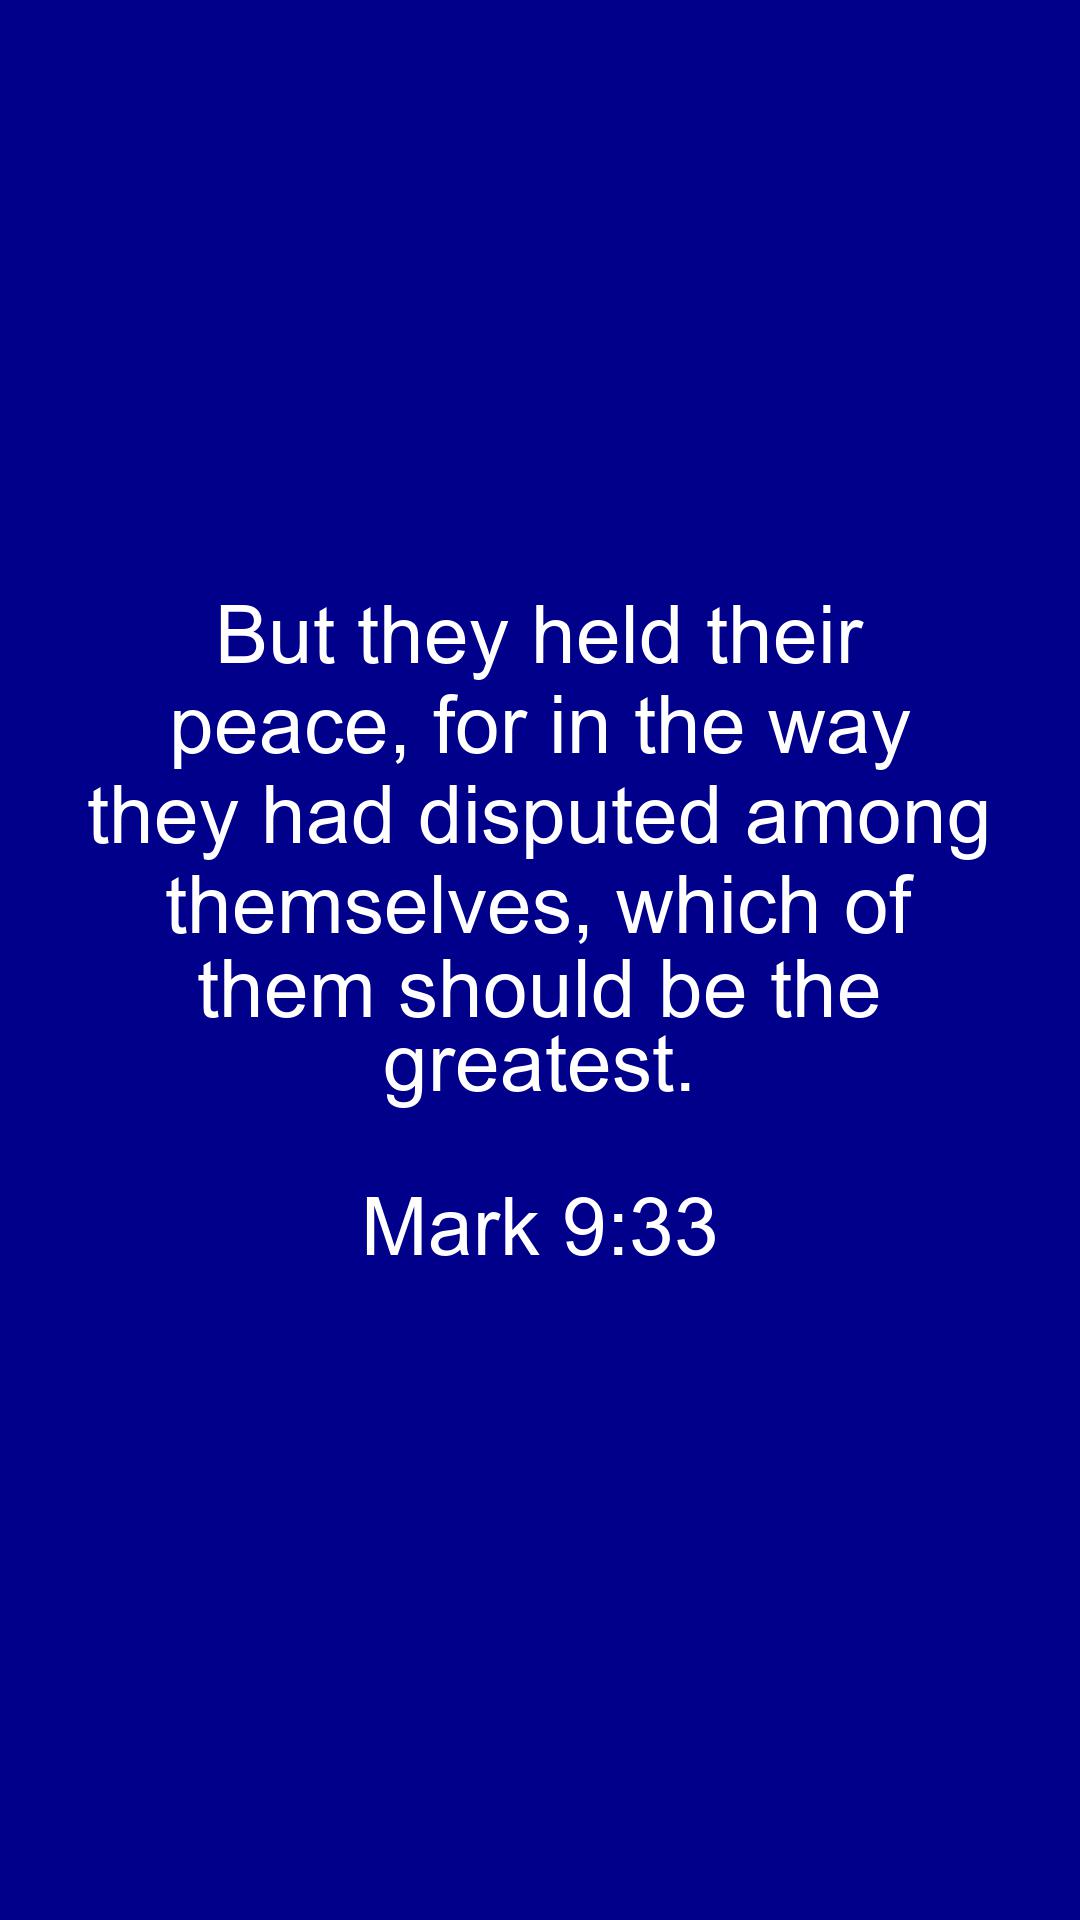 But they held their
peace, for in the way
they had disputed among
themselves, which of
them should be the
greatest.
Mark 9:33